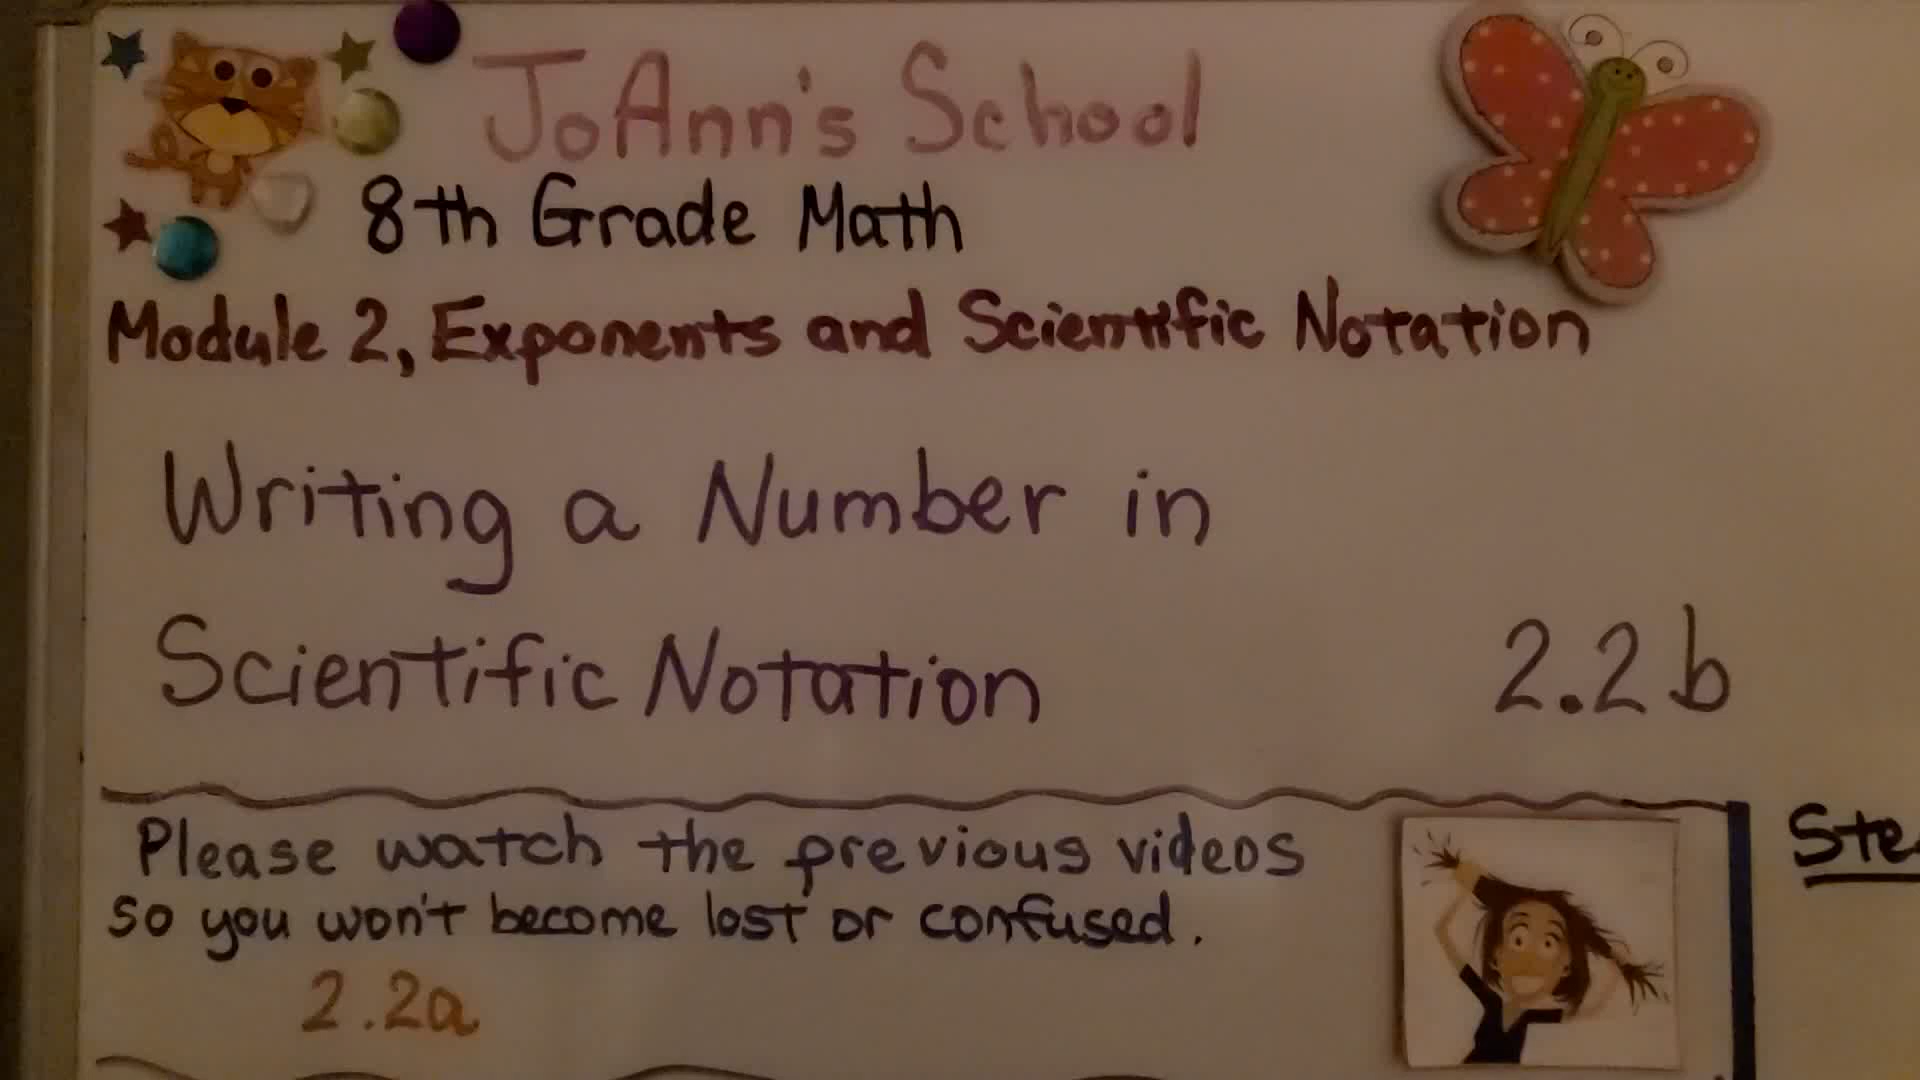 JoAnn's School
8th Grade Math
Module 2, Exponents and Scientific Notation
Writing a Number in
Scientific Notation 2.2b
Please watch the previous videos
so you won't become lost or confused.
2.2a